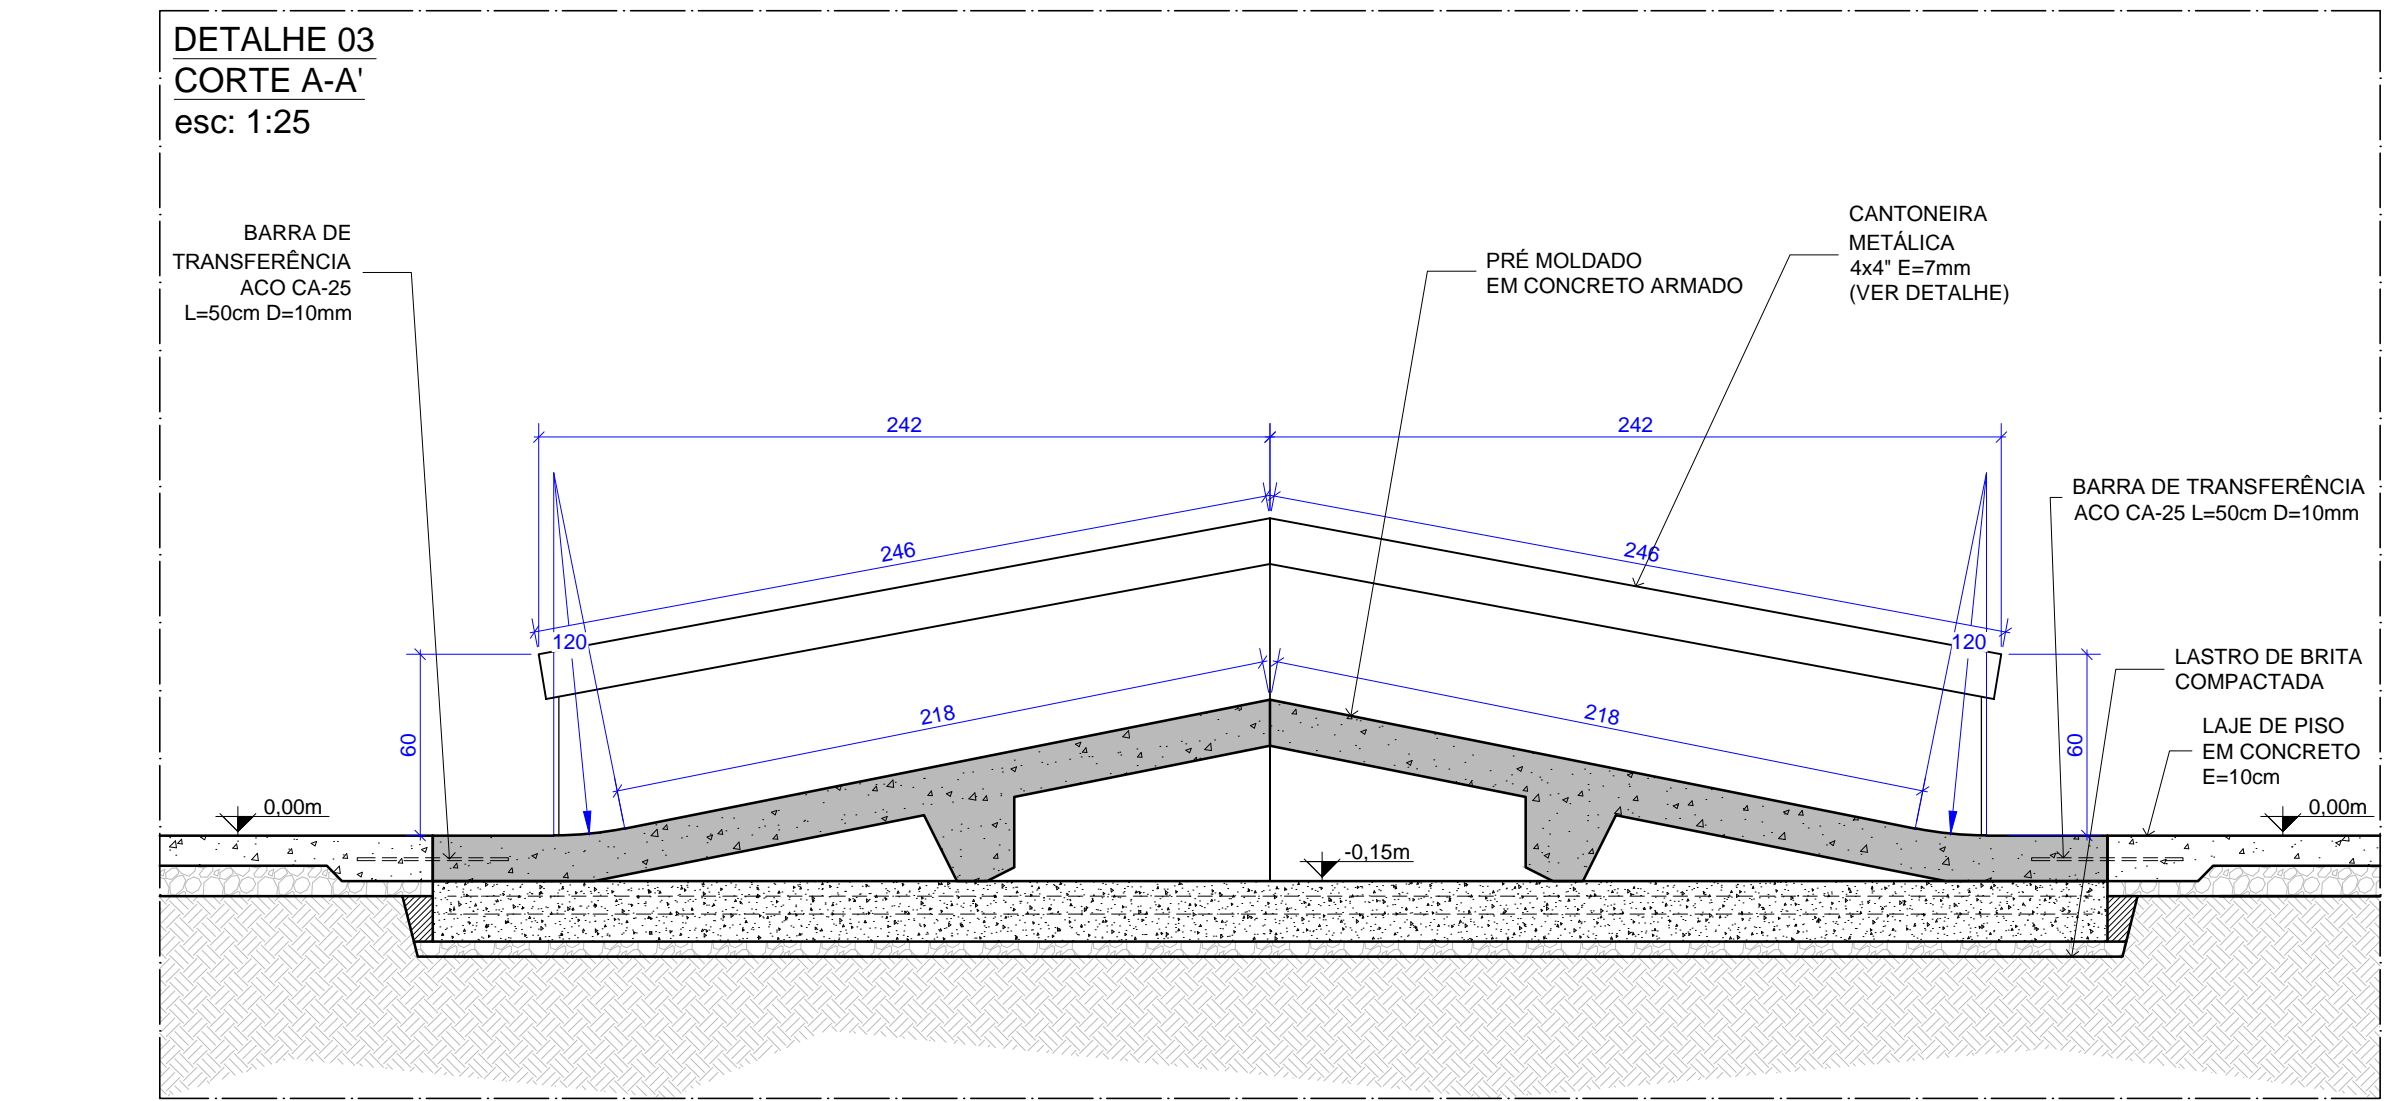 DETALHE 03
CORTE A-A'
esc: 1:25
BARRA DE
TRANSFERÊNCIA
ACO CA-25
L=50cm D=10mm
PRÉ MOLDADO
EM CONCRETO ARMADO
CANTONEIRA
METÁLICA
4x4" E=7mm
(VER DETALHE)
242
242
BARRA DE TRANSFERÊNCIA
ACO CA-25 L=50cm D=10mm
246
246
120
120
LASTRO DE BRITA
COMPACTADA
218
218
60
60
LAJE DE PISO
EM CONCRETO
E=10cm
0,00m
0,00m
-0,15m